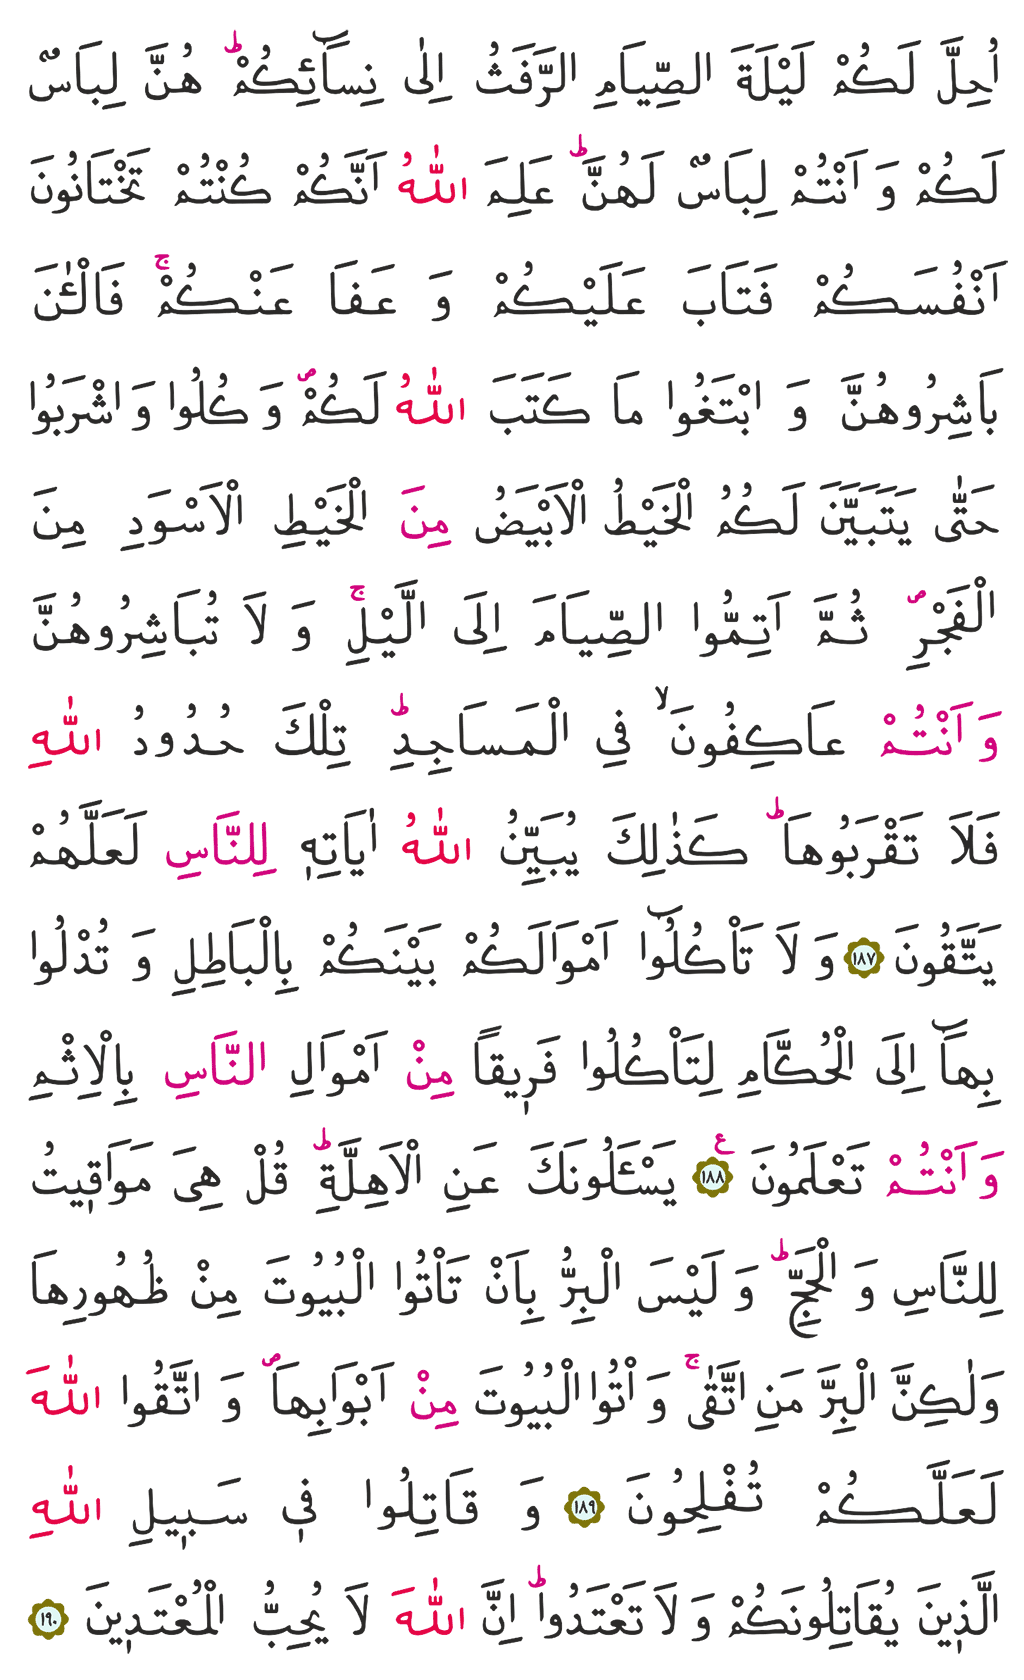 اُحِلَّ لَكُمْ لَيْلَةَ الصِّيَامِ الرَّفَثُ اِلٰى نِسَٓائِكُمْۜ هُنَّ لِبَاسٌ
لَكُمْ وَ اَنْتُمْ لِبَاسٌ لَهُنَّؕ عَلِمَ اللّٰهُ اَنَّكُمْ كُنْتُمْ تَخْتَانُونَ
اَنْفُسَكُمْ فَتَابَ عَلَيْكُمْ وَ عَفَا عَنْكُمْۚ فَالْـٰٔنَ
بَاشِرُوهُنَّ وَ ابْتَغُوا مَا كَتَبَ اللّٰهُ لَكُمْࣕ وَ كُلُوا وَ اشْرَبُوا
حَتّٰى يَتَبَيَّنَ لَكُمُ الْخَيْطُ الْاَبْيَضُ مِنَ الْخَيْطِ الْاَسْوَدِ مِنَ
الْفَجْرِࣕ ثُمَّ اَتِمُّوا الصِّيَامَ اِلَى الَّيْلِۚ وَ لَا تُبَاشِرُوهُنَّ
وَ اَنْتُمْ عَاكِفُونَۙ فِي الْمَسَاجِدِؕ تِلْكَ حُدُودُ اللّٰهِ
فَلَا تَقْرَبُوهَاؕ كَذٰلِكَ يُبَيِّنُ اللّٰهُ اٰيَاتِهٖ لِلنَّاسِ لَعَلَّهُمْ
يَتَّقُونَ ۱۸۷ وَ لَا تَاْكُلُٓوا اَمْوَالَكُمْ بَيْنَكُمْ بِالْبَاطِلِ وَ تُدْلُوا
بِهَٓا اِلَى الْحُكَّامِ لِتَاْكُلُوا فَرٖيقًا مِنْ اَمْوَالِ النَّاسِ بِالْاِثْمِ
وَ اَنْتُمْ تَعْلَمُونَ ۱۸۸ ع يَسْـَٔلُونَكَ عَنِ الْاَهِلَّةِؕ قُلْ هِيَ مَوَاقٖيتُ
لِلنَّاسِ وَ الْحَجِّؕ وَ لَيْسَ الْبِرُّ بِاَنْ تَاْتُوا الْبُيُوتَ مِنْ ظُهُورِهَا
وَلٰكِنَّ الْبِرَّ مَنِ اتَّقٰىۚ وَ اْتُوا الْبُيُوتَ مِنْ اَبْوَابِهَاࣕ وَ اتَّقُوا اللّٰهَ
لَعَلَّكُمْ تُفْلِحُونَ ۱۸۹ وَ قَاتِلُوا فٖي سَبٖيلِ اللّٰهِ
الَّذٖينَ يُقَاتِلُونَكُمْ وَ لَا تَعْتَدُواؕ اِنَّ اللّٰهَ لَا يُحِبُّ الْمُعْتَدٖينَ ۱۹۰